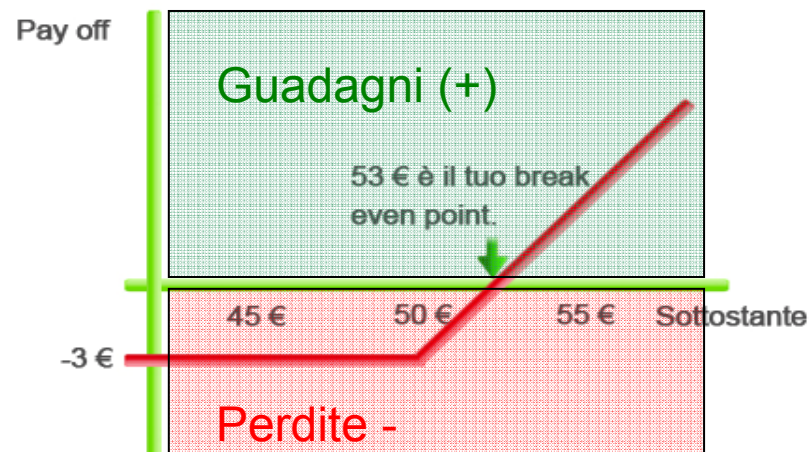 Pay off
Guadagni (+)
53 € è il tuo break
even point.
45 € 50 € 55 € Sottostante
-3 €
Perdite -